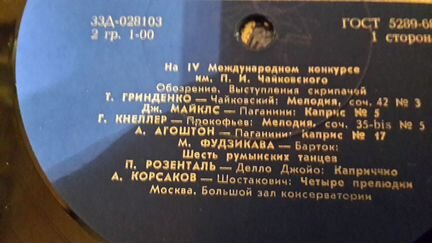 33Д-028103
ГОСТ 5289-68
2 гр. 1-00
1 сторона
На IV Международном конкурсе
им. П. И. Чайковского
Обозрение. Выступления скрипачей
Т. ГРИНДЕНКО — Чайковский: Мелодия, соч. 42 № 3
Дж. МАЙКЛС — Паганини: Каприс № 5
Г. КНЕЛЛЕР — Прокофьев: Мелодия, соч. 35-bis № 5
А. АГОШТОН — Паганини: Каприс № 17
М. ФУДЗИКАВА — Барток:
Шесть румынских танцев
П. РОЗЕНТАЛЬ — Делло Джойо: Каприччио
А. КОРСАКОВ — Шостакович: Четыре прелюдии
Москва. Большой зал консерватории